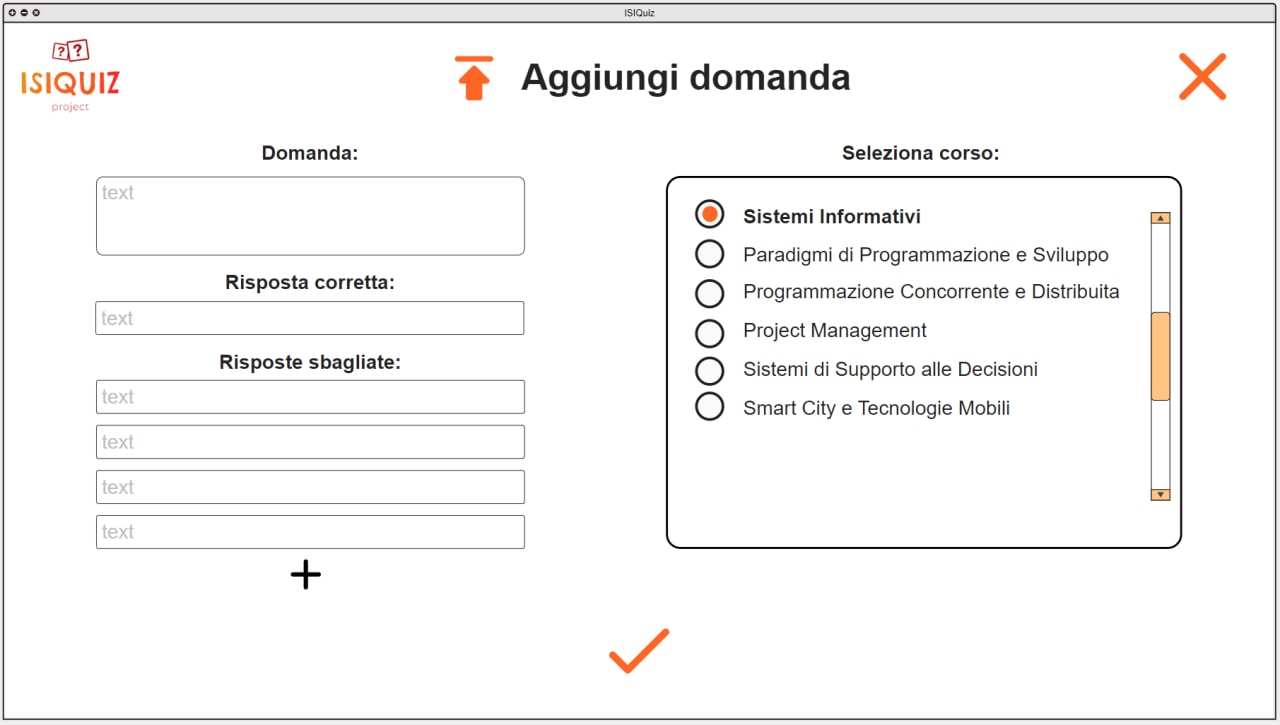 ISIQuiz
??
ISIQUIZ
project
Aggiungi domanda
Domanda:
text
Risposta corretta:
text
Risposte sbagliate:
text
text
text
text
Seleziona corso:
Sistemi Informativi
Paradigmi di Programmazione e Sviluppo
Programmazione Concorrente e Distribuita
Project Management
Sistemi di Supporto alle Decisioni
Smart City e Tecnologie Mobili